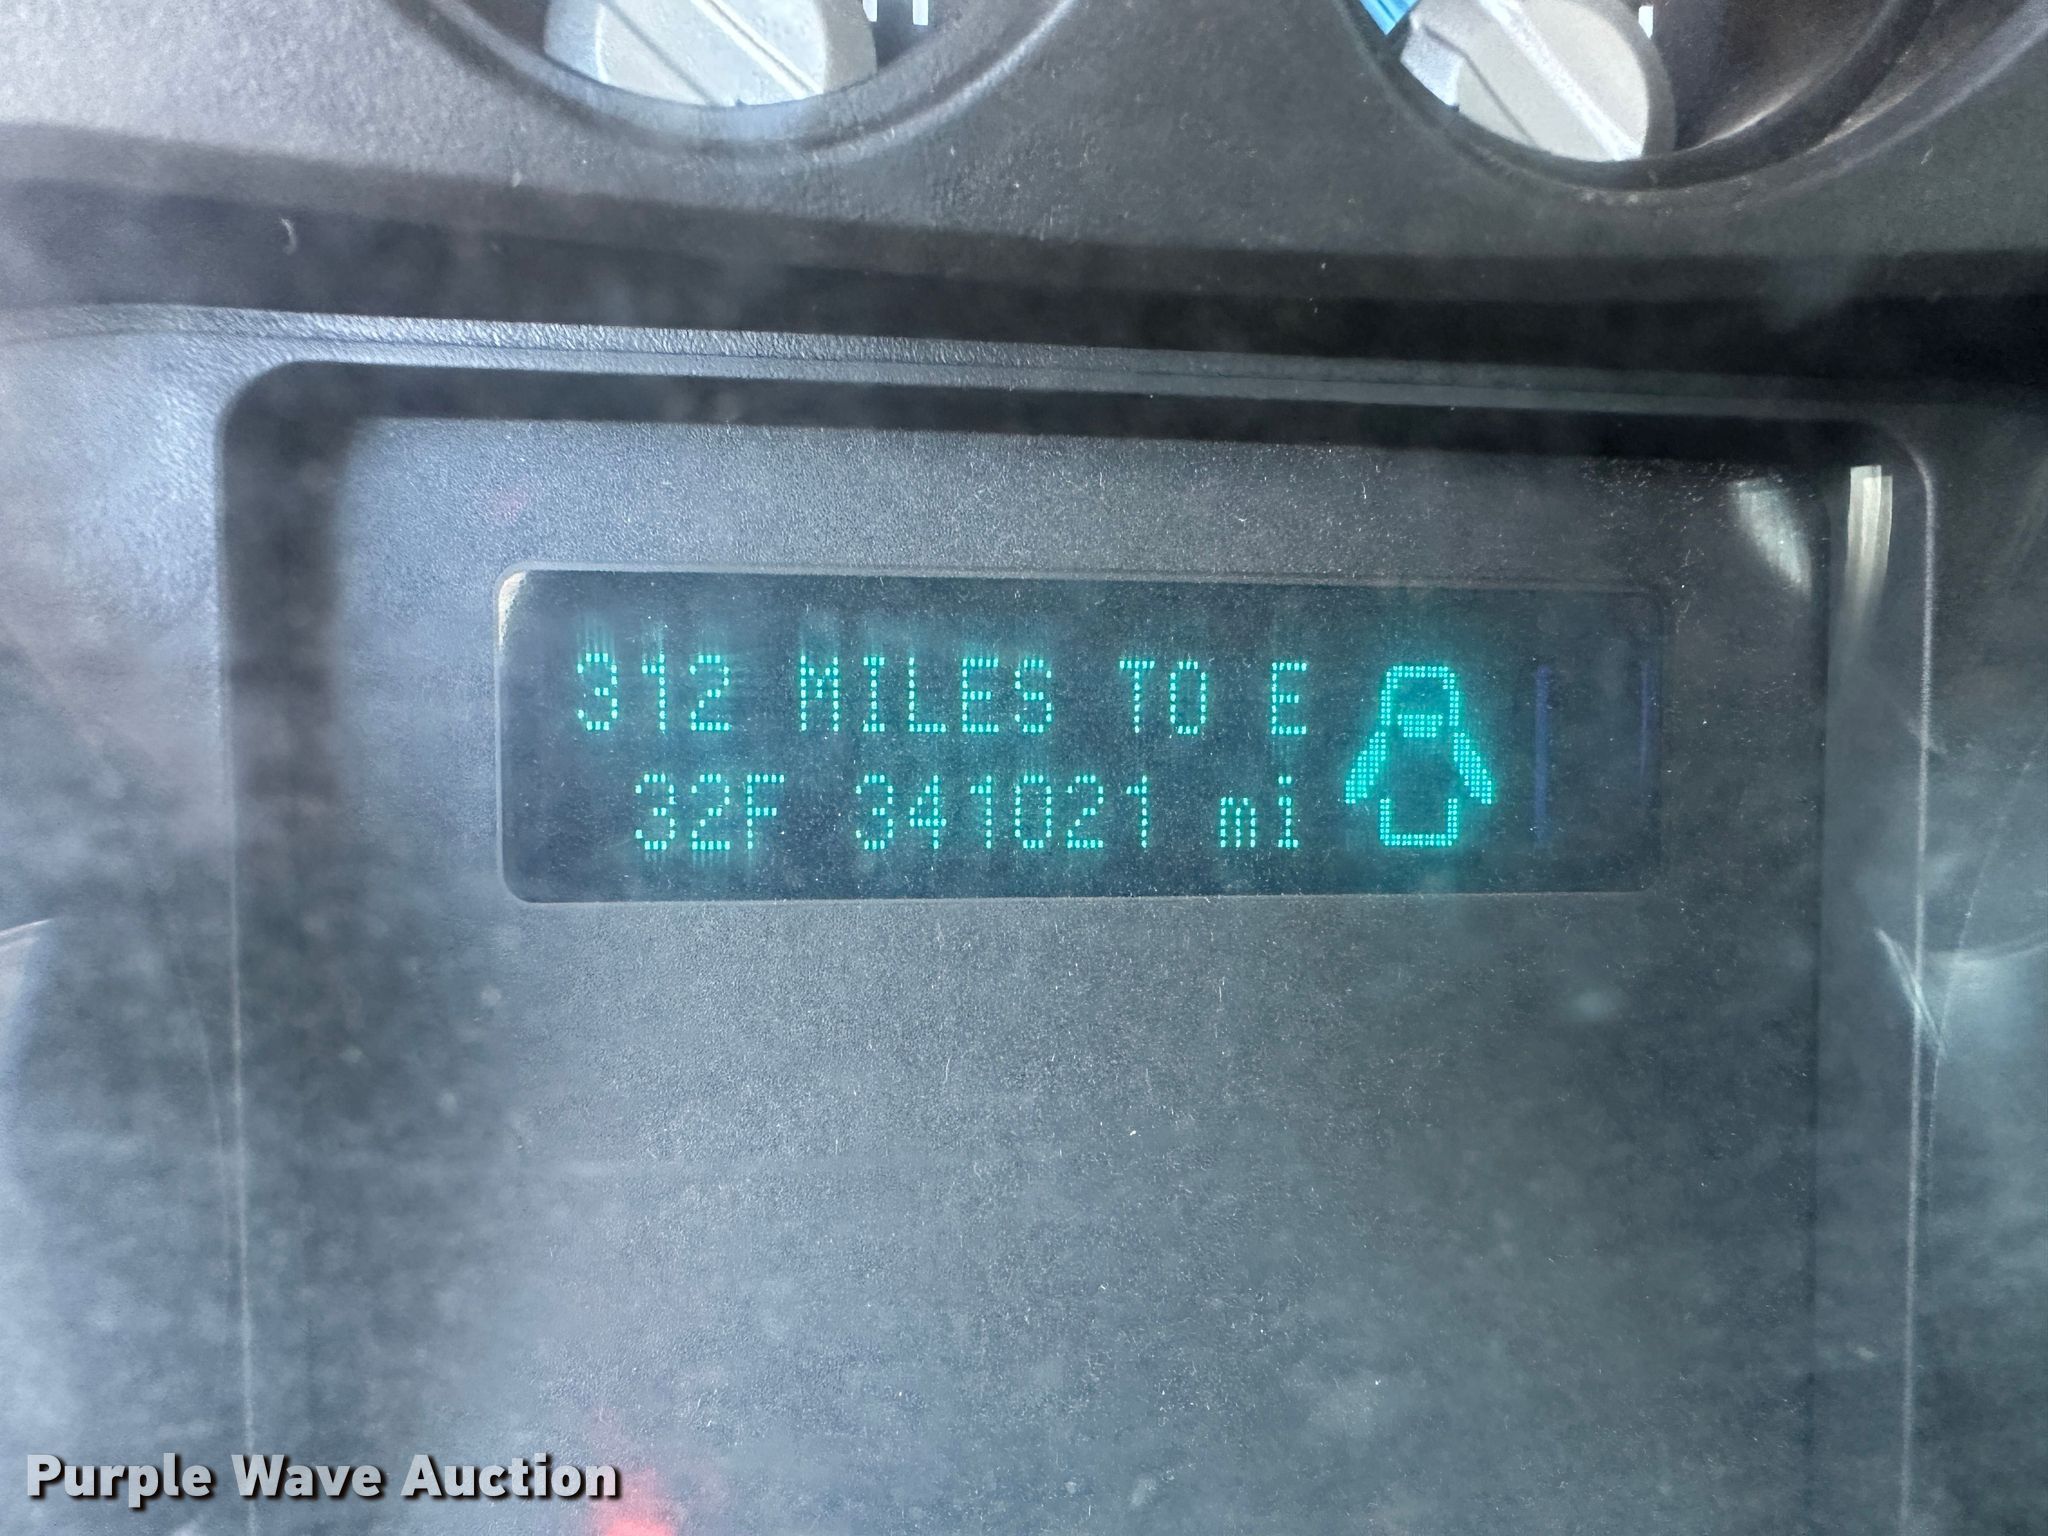 312 MILES TO E
32F 341021 mi
Purple Wave Auction